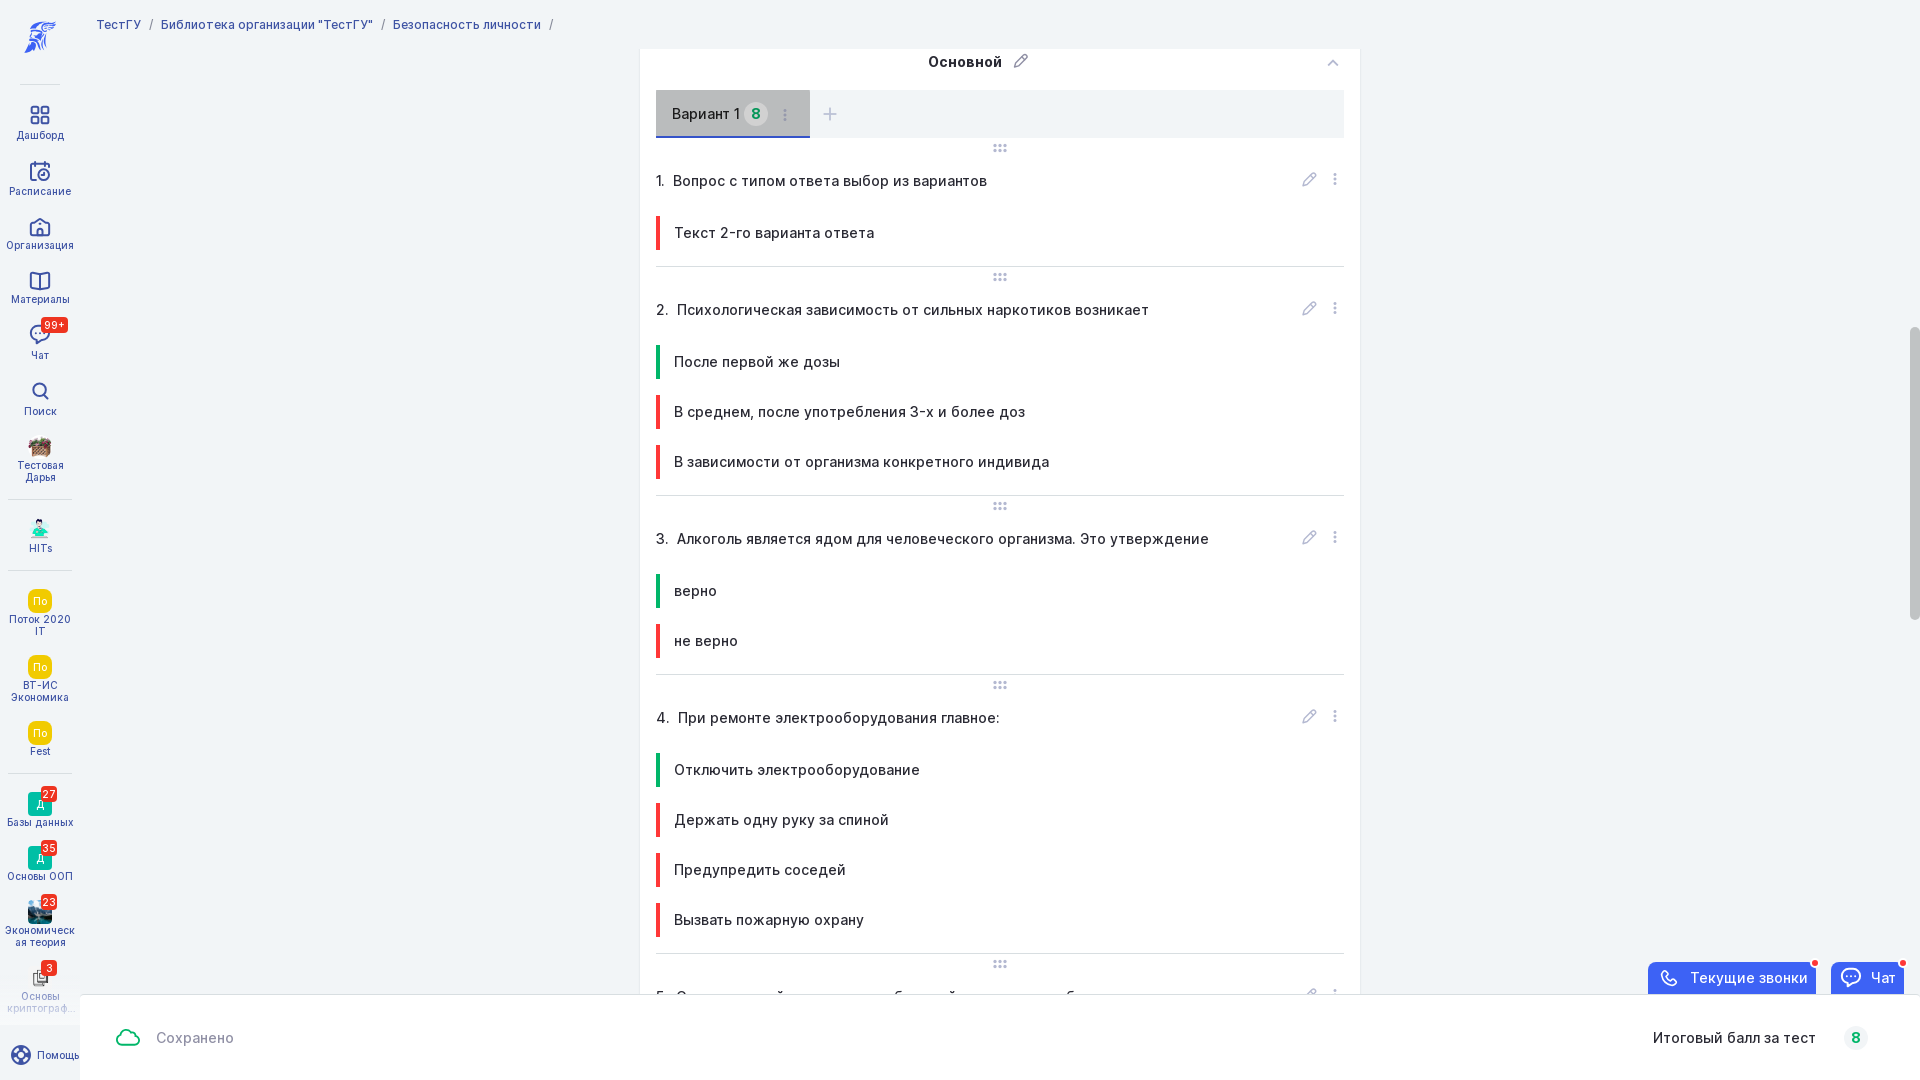 ТестГУ / Библиотека организации "ТестГУ" / Безопасность личности /
Основной
Вариант 1 8
1. Вопрос с типом ответа выбор из вариантов
Текст 2-го варианта ответа
2. Психологическая зависимость от сильных наркотиков возникает
После первой же дозы
В среднем, после употребления 3-х и более доз
В зависимости от организма конкретного индивида
3. Алкоголь является ядом для человеческого организма. Это утверждение
верно
не верно
4. При ремонте электрооборудования главное:
Отключить электрооборудование
Держать одну руку за спиной
Предупредить соседей
Вызвать пожарную охрану
Дашборд
Расписание
Организация
Материалы
99+
Чат
Поиск
Тестовая
Дарья
HITs
По
Поток 2020
IT
По
ВТ-ИС
Экономика
По
Fest
27
Д
Базы данных
35
Д
Основы ООП
23
Экономическ
ая теория
3
Основы
криптограф...
Помощь
Текущие звонки
Чат
Сохранено
Итоговый балл за тест 8